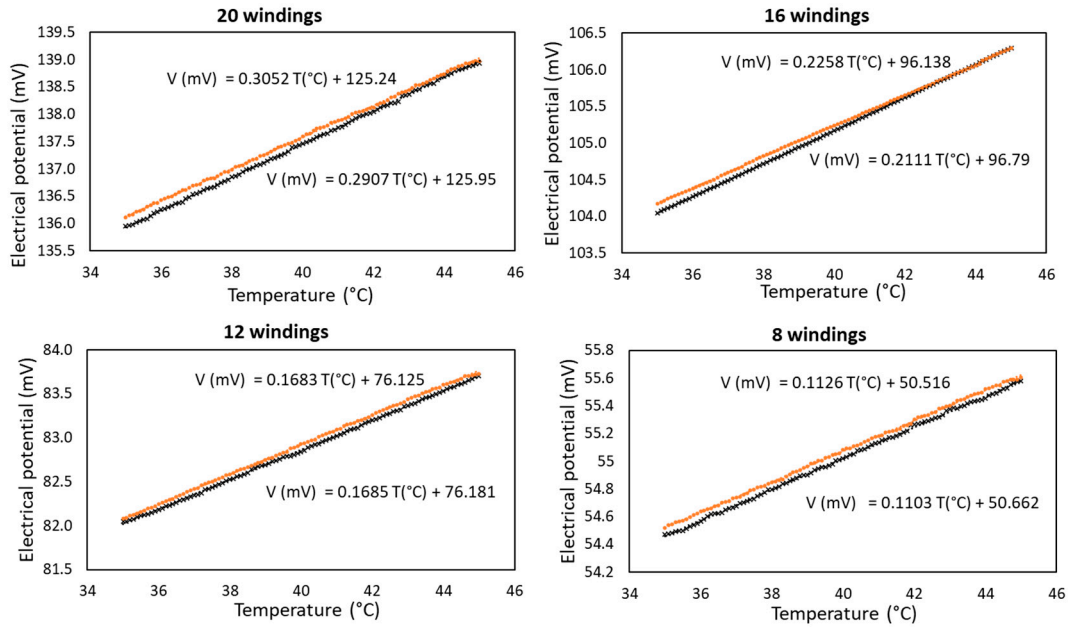 20 windings
Electrical potential (mV)
139.5
139.0
138.5
138.0
137.5
137.0
136.5
136.0
135.5
V (mV) = 0.3052 T(°C) + 125.24
V (mV) = 0.2907 T(°C) + 125.95
34 36 38 40 42 44 46
Temperature (°C)
16 windings
Electrical potential (mV)
106.5
106.0
105.5
105.0
104.5
104.0
103.5
V (mV) = 0.2258 T(°C) + 96.138
V (mV) = 0.2111 T(°C) + 96.79
34 36 38 40 42 44 46
Temperature (°C)
12 windings
Electrical potential (mV)
84.0
83.5
83.0
82.5
82.0
81.5
V (mV) = 0.1683 T(°C) + 76.125
V (mV) = 0.1685 T(°C) + 76.181
34 36 38 40 42 44 46
Temperature (°C)
8 windings
Electrical potential (mV)
55.8
55.6
55.4
55.2
55
54.8
54.6
54.4
54.2
V (mV) = 0.1126 T(°C) + 50.516
V (mV) = 0.1103 T(°C) + 50.662
34 36 38 40 42 44 46
Temperature (°C)